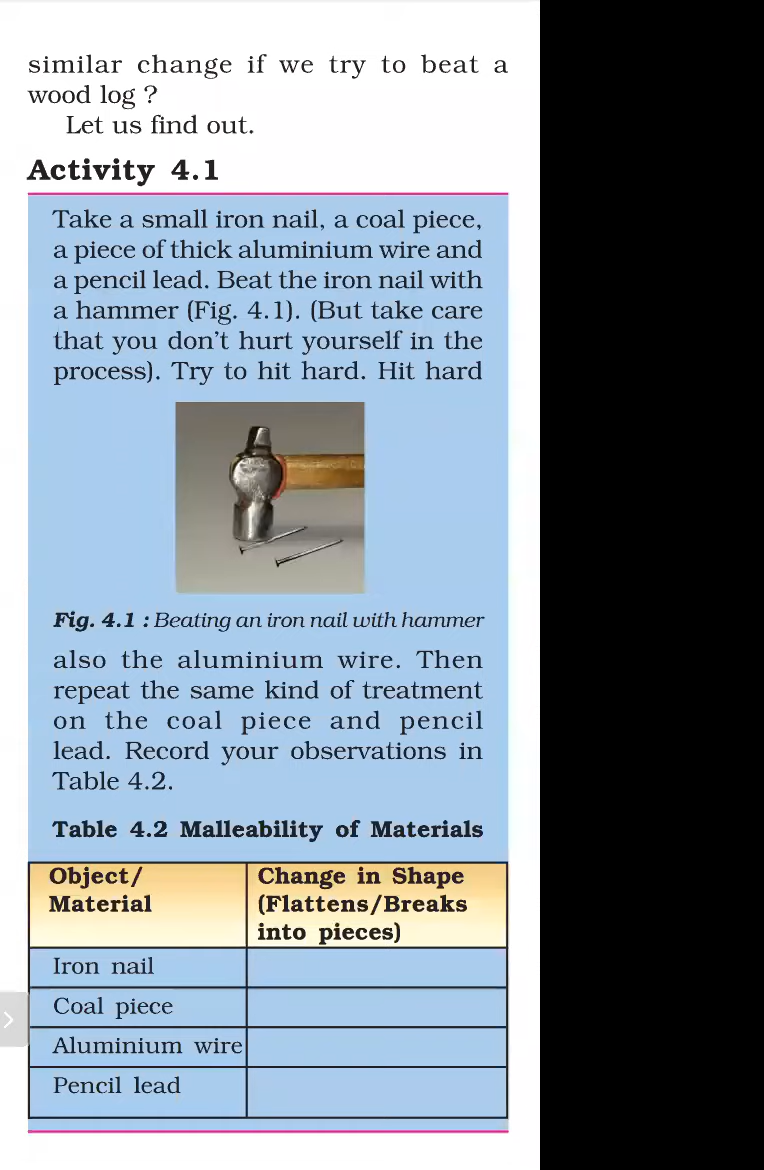 similar change if we try to beat a
wood log ?
Let us find out.
Activity 4.1
Take a small iron nail, a coal piece,
a piece of thick aluminium wire and
a pencil lead. Beat the iron nail with
a hammer (Fig. 4.1). (But take care
that you don't hurt yourself in the
process). Try to hit hard. Hit hard
Fig. 4.1 : Beating an iron nail with hammer
also the aluminium wire. Then
repeat the same kind of treatment
on the coal piece and pencil
lead. Record your observations in
Table 4.2.
Table 4.2 Malleability of Materials
Object/
Material
Change in Shape
(Flattens/Breaks
into pieces)
Iron nail
Coal piece
Aluminium wire
Pencil lead